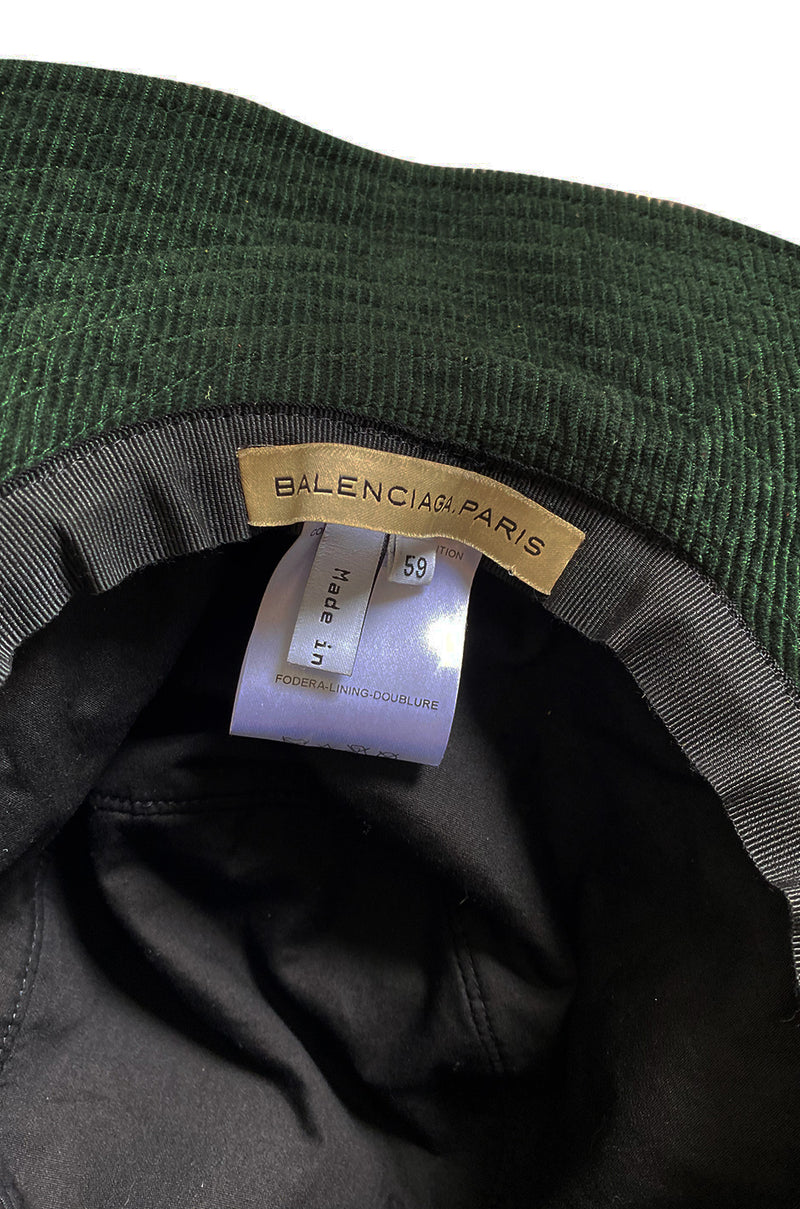 BALENCIAGA. PARIS
59
Made in
FODERA-LINING-DOUBLURE